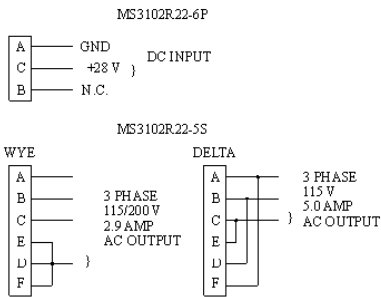 MS3102R22-6P
A GND
C +28 V } DC INPUT
B N.C.
MS3102R22-5S
WYE
A
B 3 PHASE
C 115/200 V
2.9 AMP
E AC OUTPUT
D }
F
DELTA
A 3 PHASE
B 115 V
5.0 AMP
C } AC OUTPUT
E
D
F